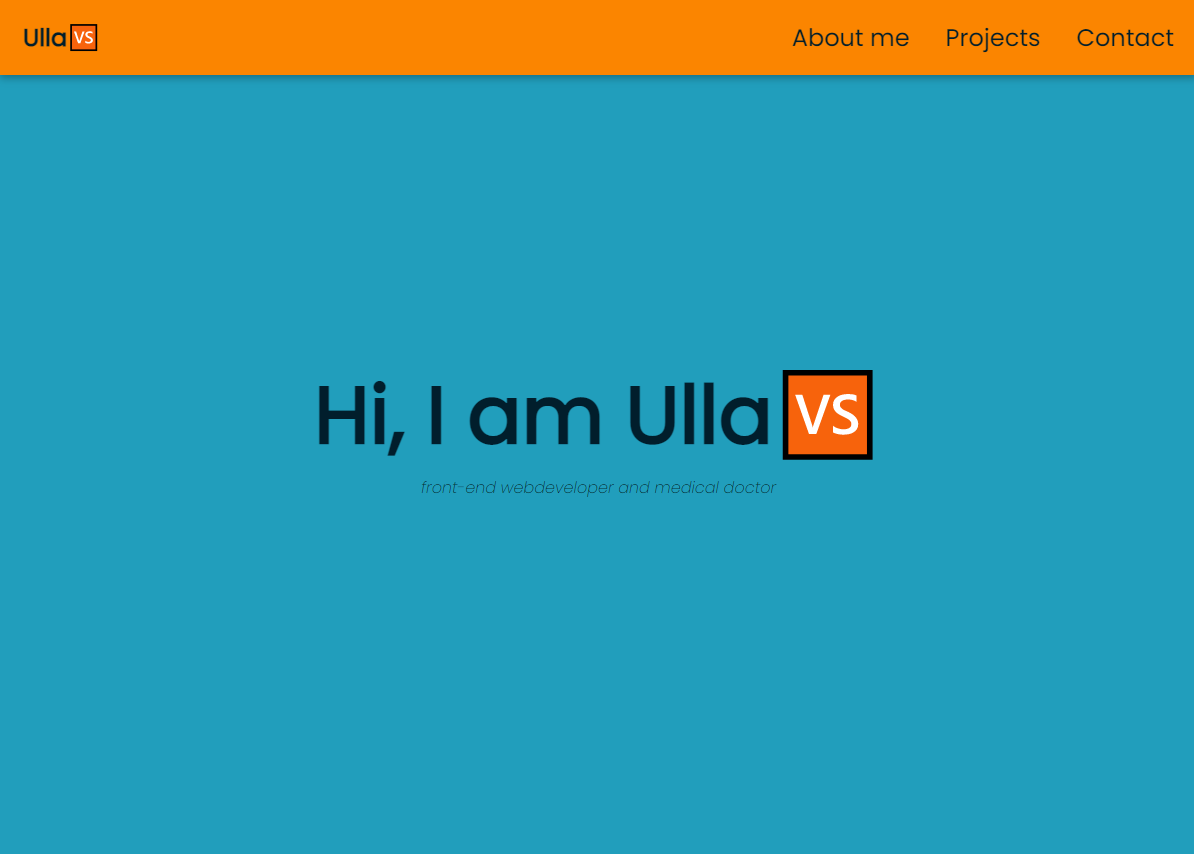 Ulla VS
About me
Projects
Contact
Hi, I am Ulla VS
front-end webdeveloper and medical doctor